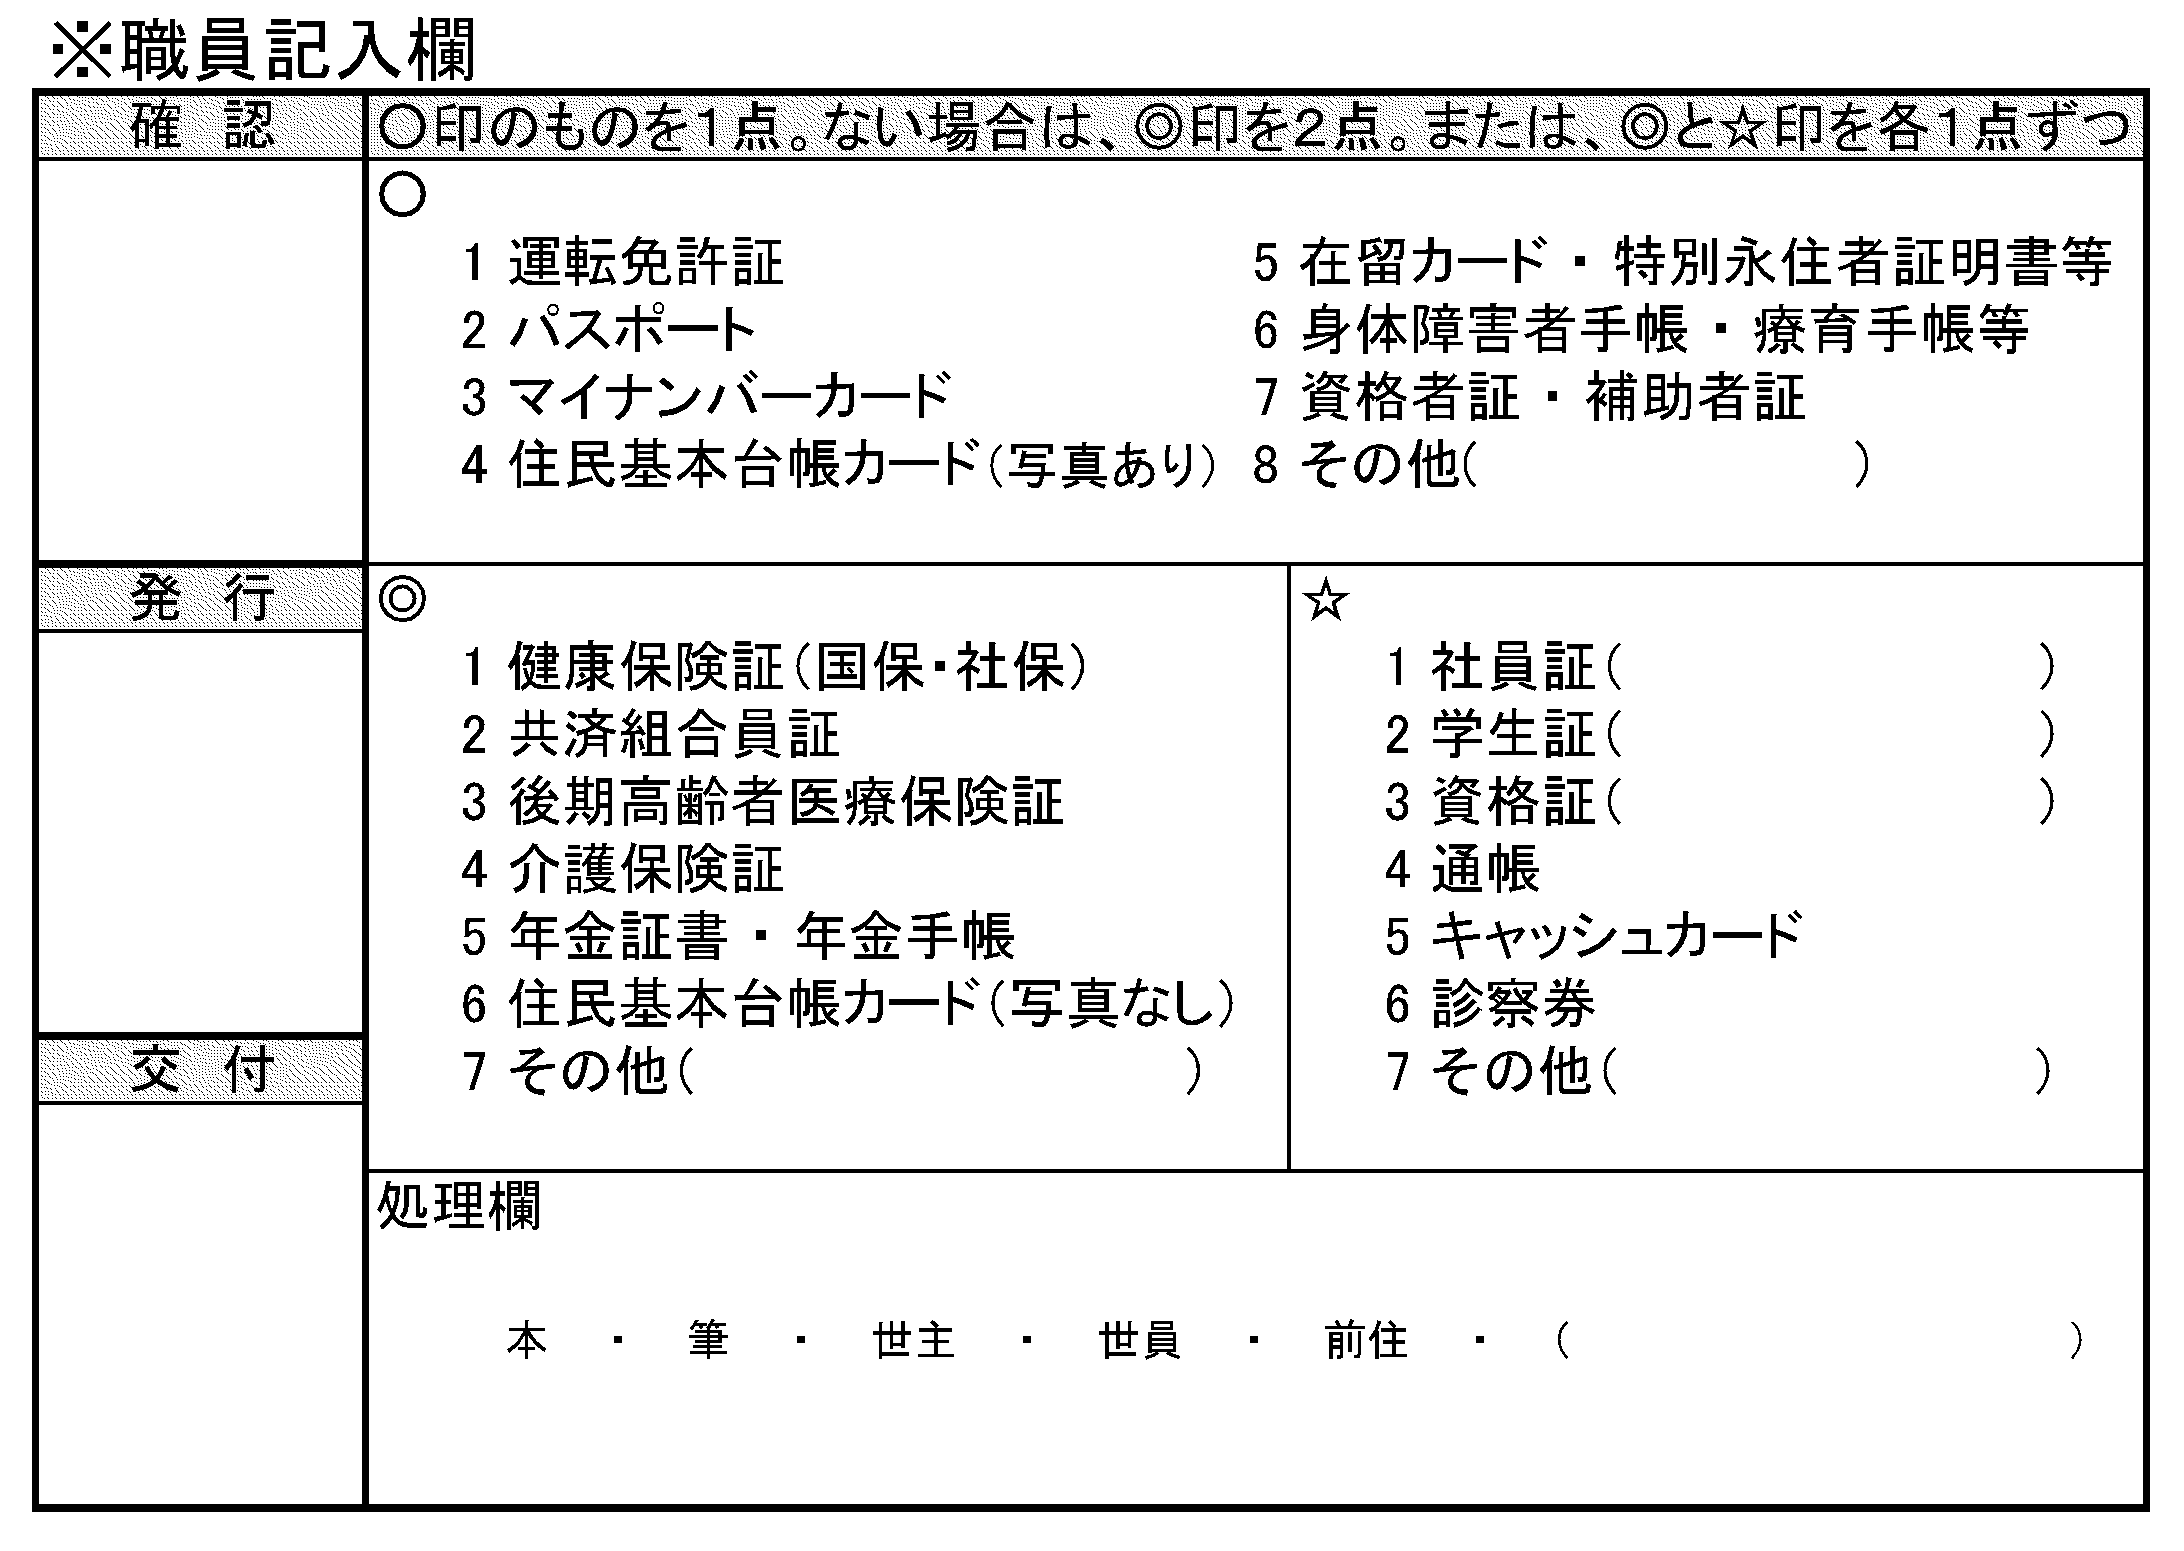 ※職員記入欄
確　認
〇印のものを１点。ない場合は、◎印を２点。または、◎と☆印を各１点ずつ
〇
1 運転免許証
2 パスポート
3 マイナンバーカード
4 住民基本台帳カード（写真あり）
5 在留カード ・ 特別永住者証明書等
6 身体障害者手帳 ・ 療育手帳等
7 資格者証 ・ 補助者証
8 その他（　　　　　　　）
発　行
◎
1 健康保険証（国保・社保）
2 共済組合員証
3 後期高齢者医療保険証
4 介護保険証
5 年金証書 ・ 年金手帳
6 住民基本台帳カード（写真なし）
7 その他（　　　　　　　　　）
☆
1 社員証（　　　　　　　）
2 学生証（　　　　　　　）
3 資格証（　　　　　　　）
4 通帳
5 キャッシュカード
6 診察券
7 その他（　　　　　　　）
交　付
処理欄
本　・　筆　・　世主　・　世員　・　前住　・　（　　　　　　　　　）